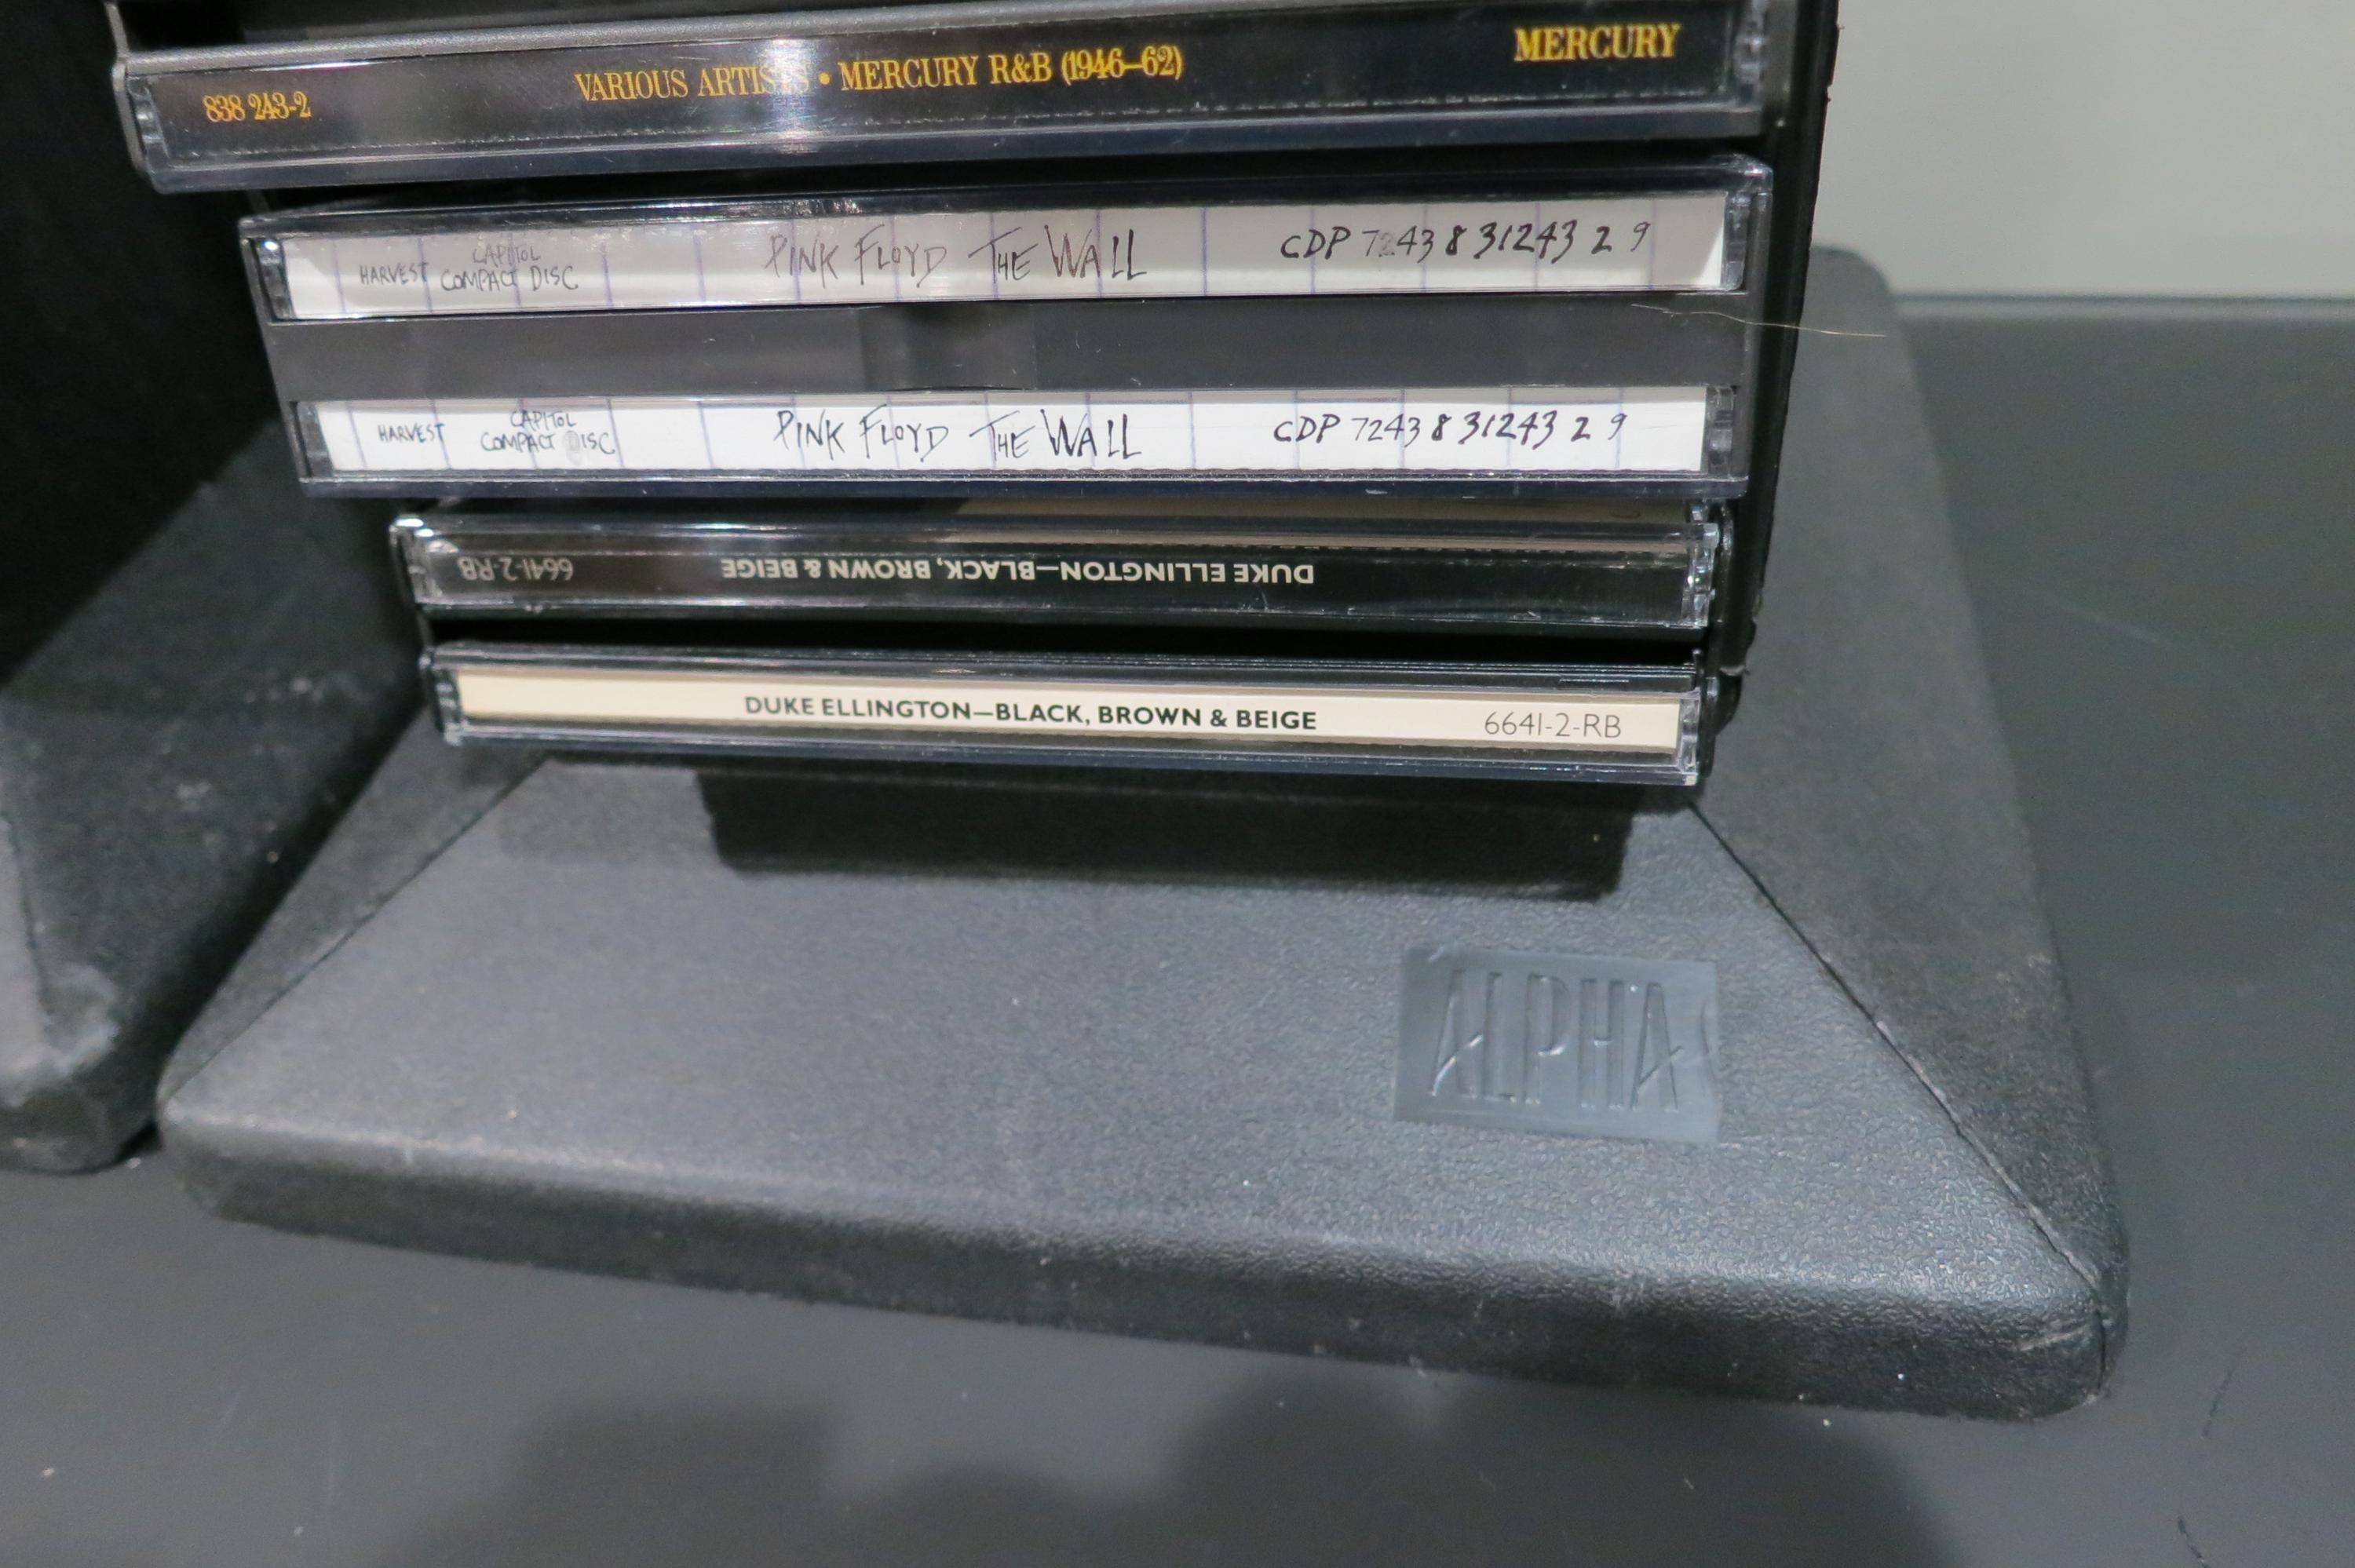 838 243-2 VARIOUS ARTISTS • MERCURY R&B (1946–62) MERCURY
HARVEST CAPITOL COMPACT DISC PINK FLOYD THE WALL CDP 7243 8 31243 2 9
HARVEST CAPITOL COMPACT DISC PINK FLOYD THE WALL CDP 7243 8 31243 2 9
DUKE ELLINGTON—BLACK, BROWN & BEIGE 6641-2-RB
DUKE ELLINGTON—BLACK, BROWN & BEIGE 6641-2-RB
ALPHA